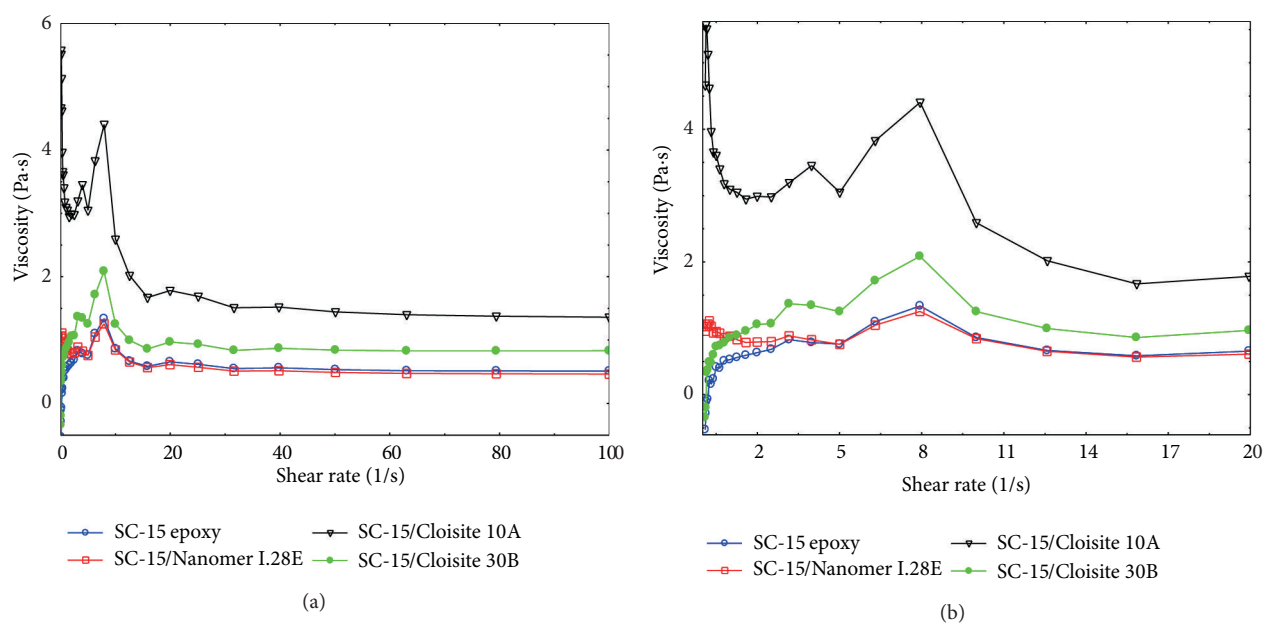 6
4
2
0
Viscosity (Pa·s)
0 20 40 60 80 100
Shear rate (1/s)
SC-15 epoxy
SC-15/Nanomer I.28E
SC-15/Cloisite 10A
SC-15/Cloisite 30B
(a)
4
2
0
Viscosity (Pa·s)
2 5 8 11 14 17 20
Shear rate (1/s)
SC-15 epoxy
SC-15/Nanomer I.28E
SC-15/Cloisite 10A
SC-15/Cloisite 30B
(b)